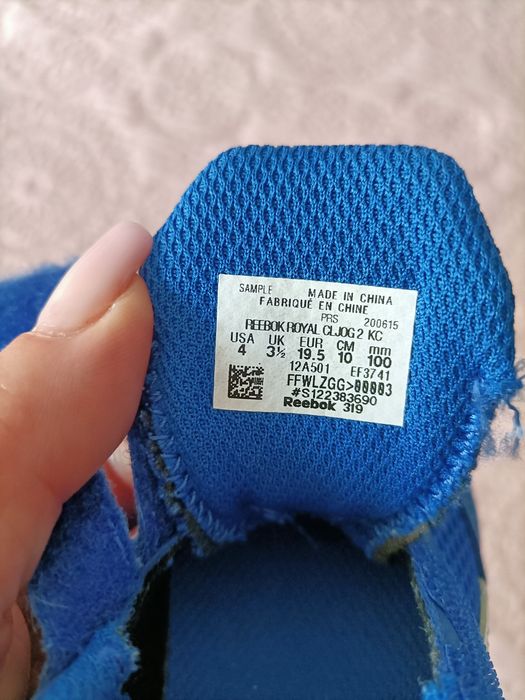 SAMPLE MADE IN CHINA
FABRIQUÉ EN CHINE
PRS 200615
REEBOK ROYAL CLJOG 2 KC
USA UK EUR CM mm
4 3½ 19.5 10 100
12A501 EF3741
FFWLZGG>00003
#S122383690
Reebok 319